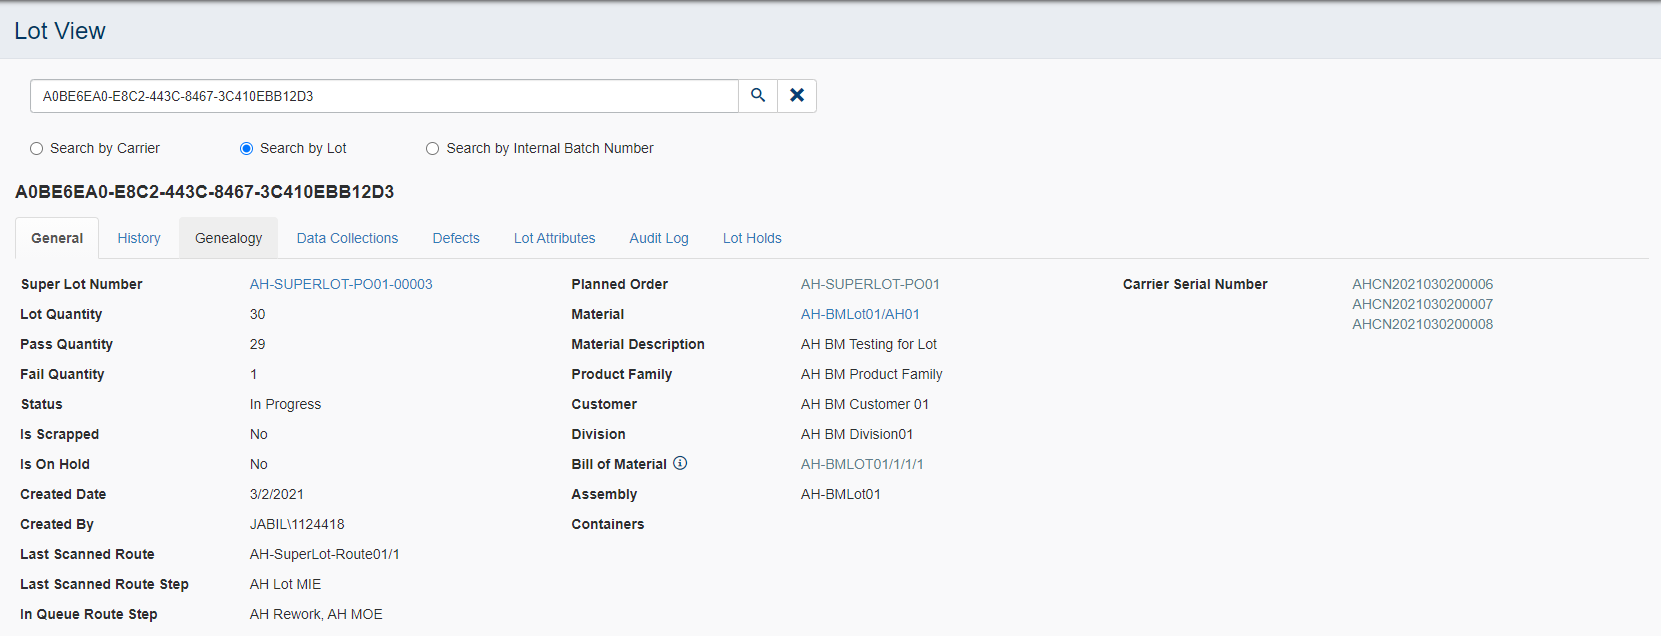 Lot View
A0BE6EA0-E8C2-443C-8467-3C410EBB12D3
Search by Carrier Search by Lot Search by Internal Batch Number
A0BE6EA0-E8C2-443C-8467-3C410EBB12D3
General History Genealogy Data Collections Defects Lot Attributes Audit Log Lot Holds
Super Lot Number AH-SUPERLOT-PO01-00003
Lot Quantity 30
Pass Quantity 29
Fail Quantity 1
Status In Progress
Is Scrapped No
Is On Hold No
Created Date 3/2/2021
Created By JABIL\1124418
Last Scanned Route AH-SuperLot-Route01/1
Last Scanned Route Step AH Lot MIE
In Queue Route Step AH Rework, AH MOE
Planned Order AH-SUPERLOT-PO01
Material AH-BMLot01/AH01
Material Description AH BM Testing for Lot
Product Family AH BM Product Family
Customer AH BM Customer 01
Division AH BM Division01
Bill of Material AH-BMLOT01/1/1/1
Assembly AH-BMLot01
Containers
Carrier Serial Number AHCN2021030200006
AHCN2021030200007
AHCN2021030200008